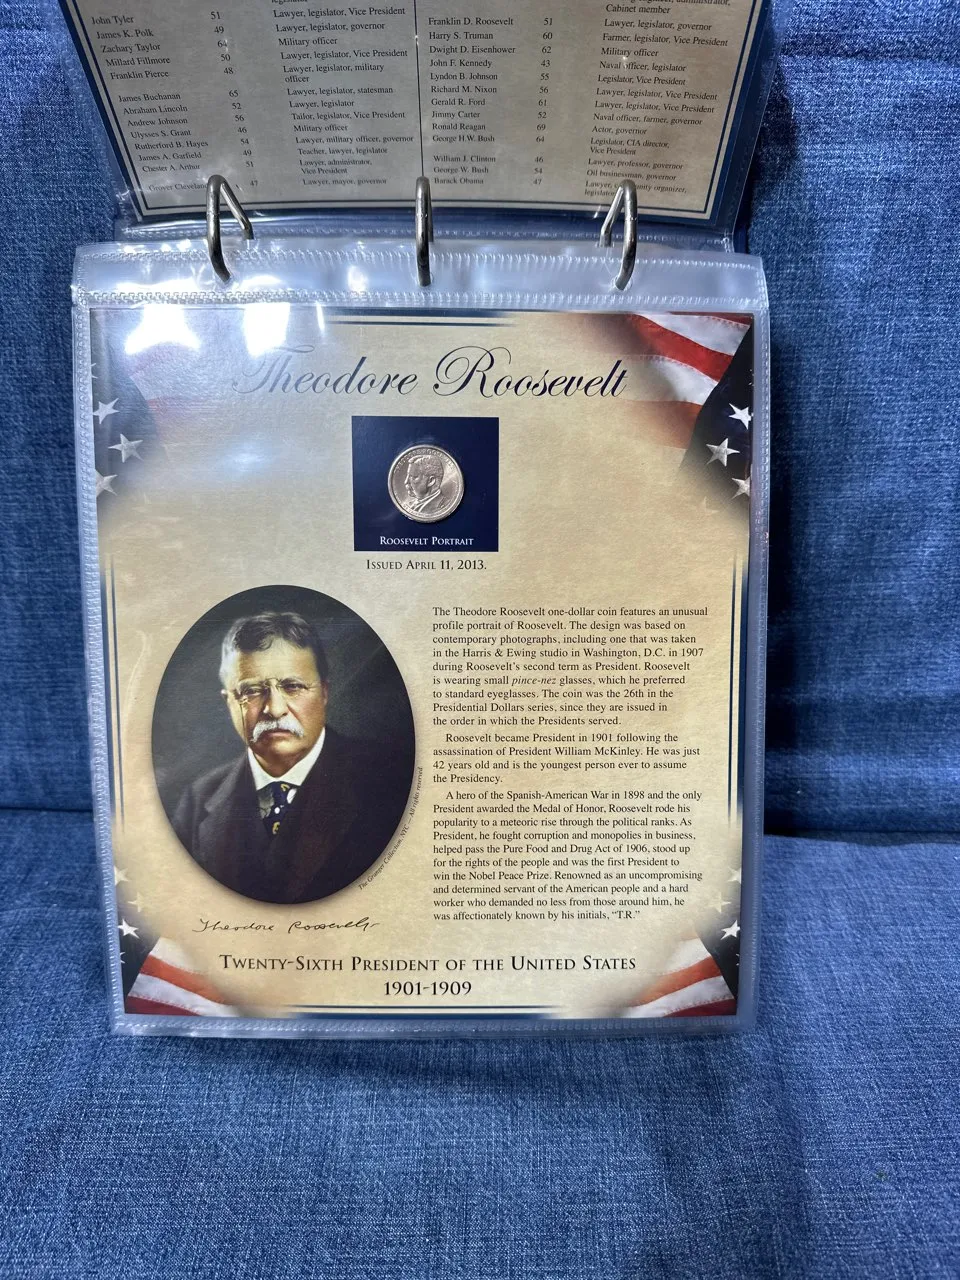 legislator
administrator,
Cabinet member
John Tyler 51 Lawyer, legislator, Vice President
James K. Polk 49 Lawyer, legislator, governor
Zachary Taylor 64 Military officer
Millard Fillmore 50 Lawyer, legislator, Vice President
Franklin Pierce 48 Lawyer, legislator, military
officer
James Buchanan 65 Lawyer, legislator, statesman
Abraham Lincoln 52 Lawyer, legislator
Andrew Johnson 56 Tailor, legislator, Vice President
Ulysses S. Grant 46 Military officer
Rutherford B. Hayes 54 Lawyer, military officer, governor
James A. Garfield 49 Teacher, lawyer, legislator
Chester A. Arthur 51 Lawyer, administrator,
Vice President
Grover Cleveland 47 Lawyer, mayor, governor
Franklin D. Roosevelt 51 Lawyer, legislator, governor
Harry S. Truman 60 Farmer, legislator, Vice President
Dwight D. Eisenhower 62 Military officer
John F. Kennedy 43 Naval officer, legislator
Lyndon B. Johnson 55 Legislator, Vice President
Richard M. Nixon 56 Lawyer, legislator, Vice President
Gerald R. Ford 61 Lawyer, legislator, Vice President
Jimmy Carter 52 Naval officer, farmer, governor
Ronald Reagan 69 Actor, governor
George H.W. Bush 64 Legislator, CIA director,
Vice President
William J. Clinton 46 Lawyer, professor, governor
George W. Bush 54 Oil businessman, governor
Barack Obama 47 Lawyer, organizer,
legislator
Theodore Roosevelt
THEODORE ROOSEVELT
ROOSEVELT PORTRAIT
ISSUED APRIL 11, 2013.
The Theodore Roosevelt one-dollar coin features an unusual
profile portrait of Roosevelt. The design was based on
contemporary photographs, including one that was taken
in the Harris & Ewing studio in Washington, D.C. in 1907
during Roosevelt's second term as President. Roosevelt
is wearing small pince-nez glasses, which he preferred
to standard eyeglasses. The coin was the 26th in the
Presidential Dollars series, since they are issued in
the order in which the Presidents served.
Roosevelt became President in 1901 following the
assassination of President William McKinley. He was just
42 years old and is the youngest person ever to assume
the Presidency.
A hero of the Spanish-American War in 1898 and the only
President awarded the Medal of Honor, Roosevelt rode his
popularity to a meteoric rise through the political ranks. As
President, he fought corruption and monopolies in business,
helped pass the Pure Food and Drug Act of 1906, stood up
for the rights of the people and was the first President to
win the Nobel Peace Prize. Renowned as an uncompromising
and determined servant of the American people and a hard
worker who demanded no less from those around him, he
was affectionately known by his initials, “T.R.”
The Granger Collection, NYC — All rights reserved.
Theodore Roosevelt
TWENTY-SIXTH PRESIDENT OF THE UNITED STATES
1901-1909